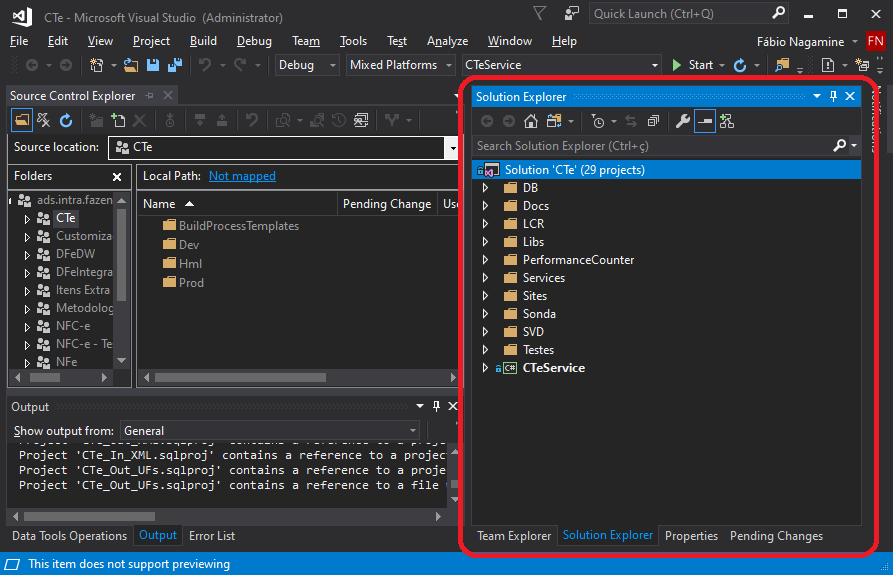 CTe - Microsoft Visual Studio (Administrator)
Quick Launch (Ctrl+Q)
File Edit View Project Build Debug Team Tools Test Analyze Window Help
Fábio Nagamine FN
Debug Mixed Platforms CTeService Start
Source Control Explorer
Source location: CTe
Folders
Local Path: Not mapped
ads.intra.fazen
CTe
Customiza
DFeDW
DFeIntegra
Itens Extra
Metodolog
NFC-e
NFC-e - Te
NFe
Name Pending Change Use
BuildProcessTemplates
Dev
Hml
Prod
Output
Show output from: General
Project 'CTe_In_XML.sqlproj' contains a reference to a project
Project 'CTe_Out_UFs.sqlproj' contains a reference to a proje
Project 'CTe_Out_UFs.sqlproj' contains a reference to a file
Data Tools Operations Output Error List
Solution Explorer
Search Solution Explorer (Ctrl+ç)
Solution 'CTe' (29 projects)
DB
Docs
LCR
Libs
PerformanceCounter
Services
Sites
Sonda
SVD
Testes
C# CTeService
Team Explorer Solution Explorer Properties Pending Changes
This item does not support previewing